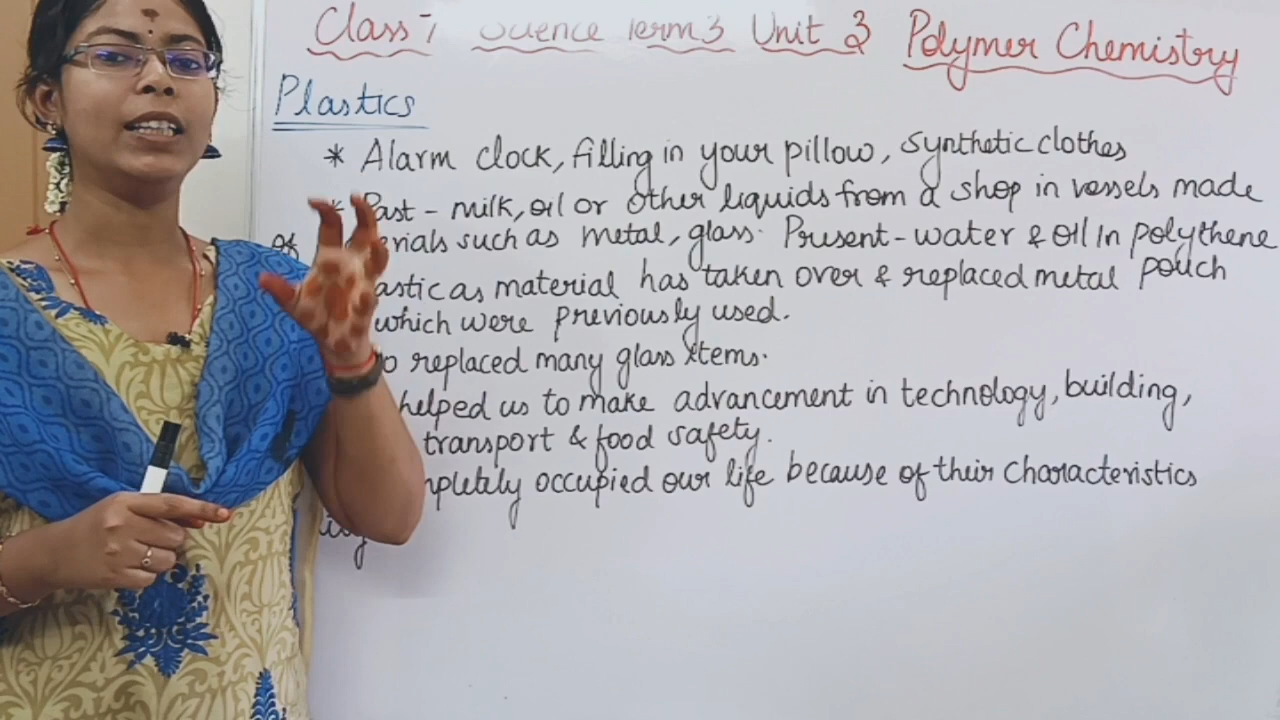 Class 7 Science Term 3 Unit 3 Polymer Chemistry
Plastics
* Alarm clock, filling in your pillow, synthetic clothes
* Past - milk, oil or other liquids from a shop in vessels made
of materials such as metal, glass. Present - water & oil in polythene
pouch
as material has taken over & replaced metal
which were previously used.
replaced many glass items.
helped us to make advancement in technology, building,
transport & food safety.
occupied our life because of their characteristics